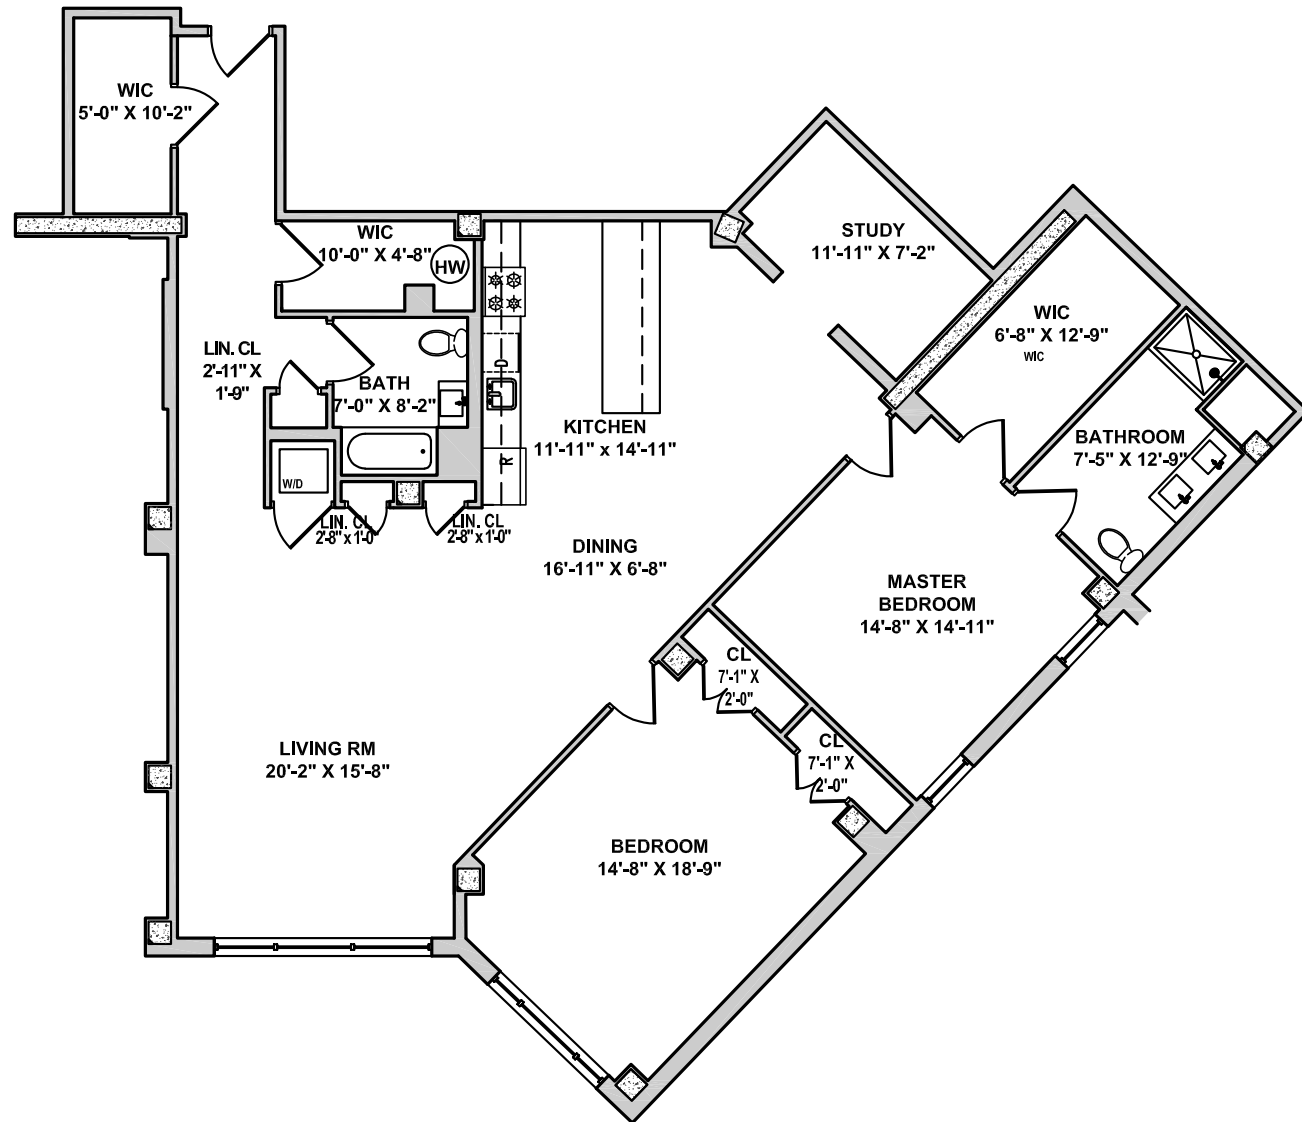 WIC
5'-0" X 10'-2"
WIC
10'-0" X 4'-8"
HW
STUDY
11'-11" X 7'-2"
WIC
6'-8" X 12'-9"
WIC
LIN. CL
2'-11" X
1'-9"
BATH
7'-0" X 8'-2"
KITCHEN
11'-11" x 14'-11"
R
D
BATHROOM
7'-5" X 12'-9"
W/D
LIN. CL
2'-8" x 1'-0"
LIN. CL
2'-8" x 1'-0"
DINING
16'-11" X 6'-8"
MASTER
BEDROOM
14'-8" X 14'-11"
CL
7'-1" X
2'-0"
CL
7'-1" X
2'-0"
LIVING RM
20'-2" X 15'-8"
BEDROOM
14'-8" X 18'-9"